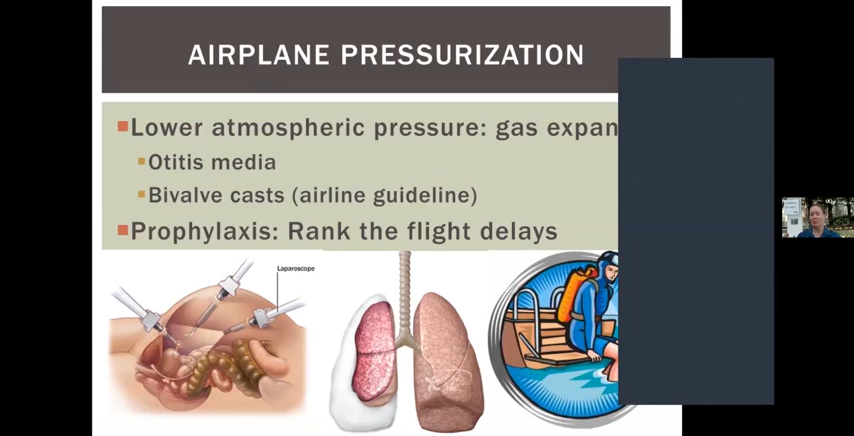 AIRPLANE PRESSURIZATION
Lower atmospheric pressure: gas expan
Otitis media
Bivalve casts (airline guideline)
Prophylaxis: Rank the flight delays
Laparoscope